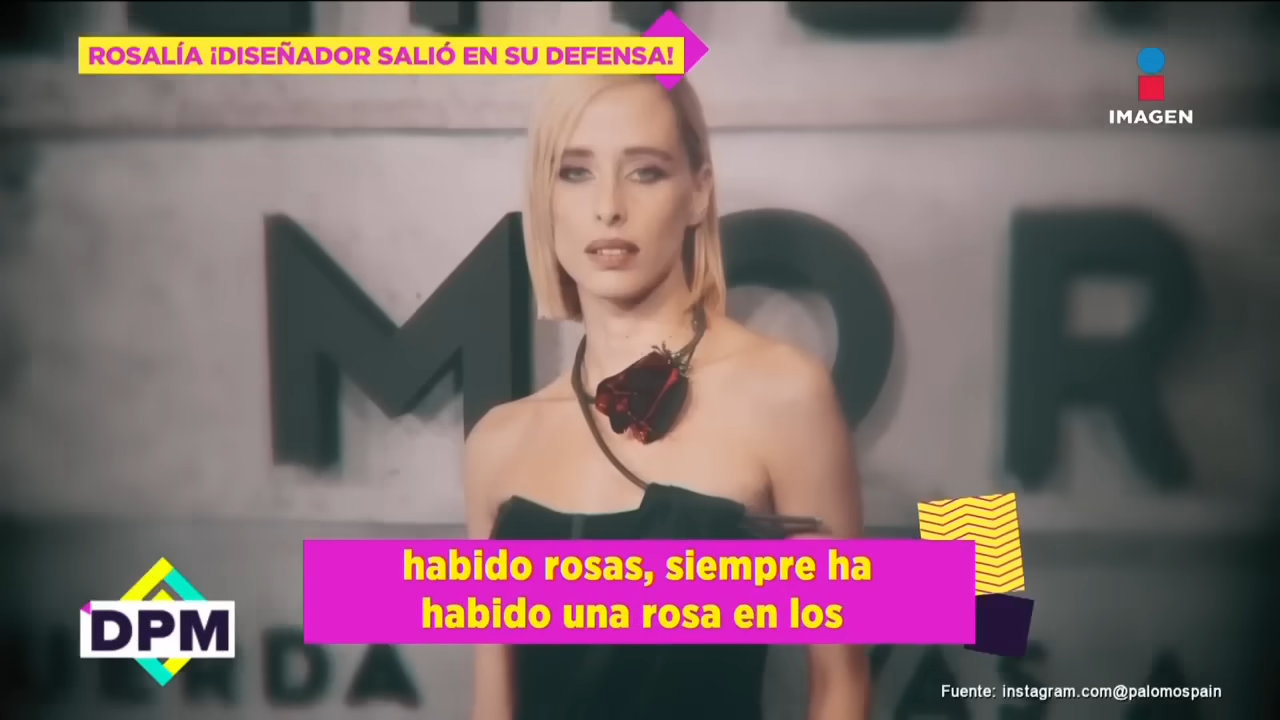 ROSALÍA ¡DISEÑADOR SALIÓ EN SU DEFENSA!
IMAGEN
MOR
habido rosas, siempre ha
habido una rosa en los
DPM
Fuente: instagram.com@palomospain